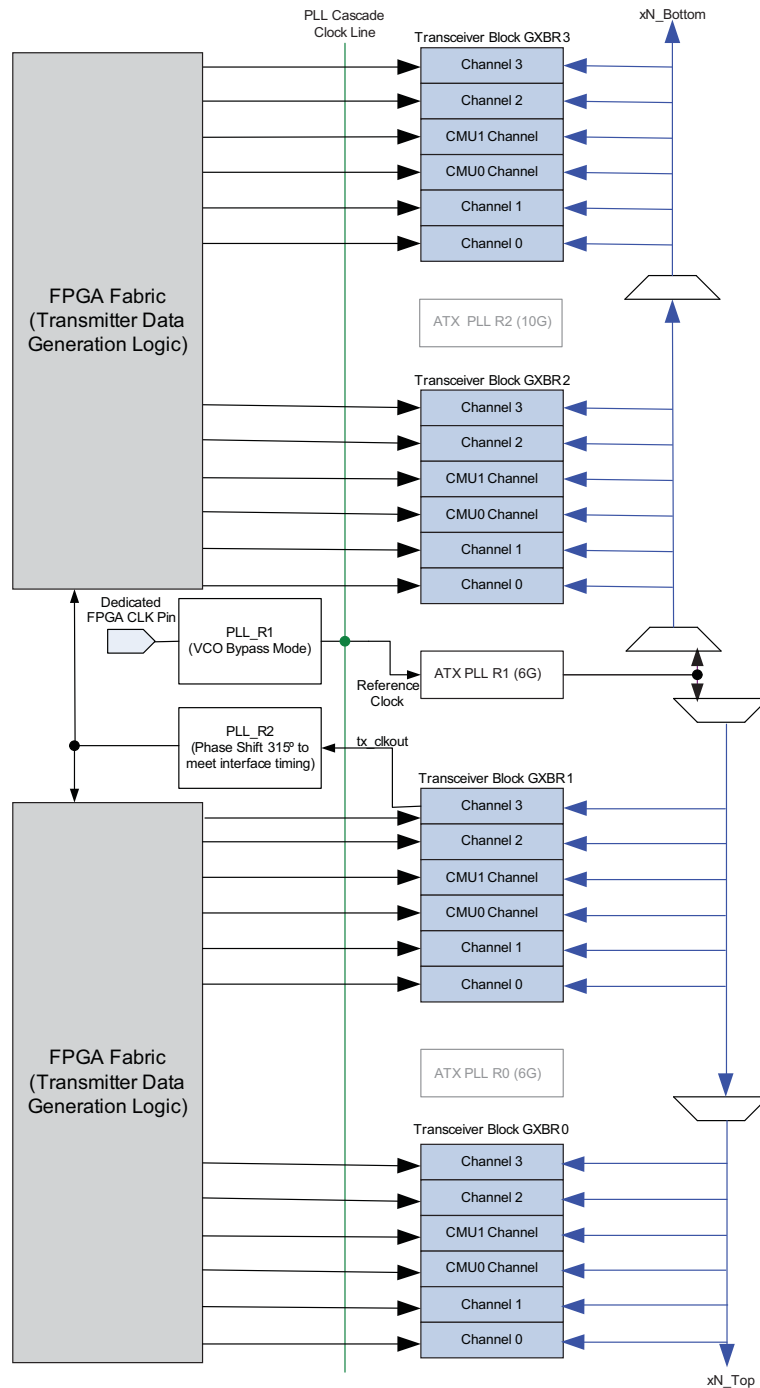 PLL Cascade
Clock Line
xN_Bottom
Transceiver Block GXBR3
Channel 3
Channel 2
CMU1 Channel
CMU0 Channel
Channel 1
Channel 0
FPGA Fabric
(Transmitter Data
Generation Logic)
ATX PLL R2 (10G)
Transceiver Block GXBR2
Channel 3
Channel 2
CMU1 Channel
CMU0 Channel
Channel 1
Channel 0
Dedicated
FPGA CLK Pin
PLL_R1
(VCO Bypass Mode)
Reference
Clock
ATX PLL R1 (6G)
PLL_R2
(Phase Shift 315º to
meet interface timing)
tx_clkout
Transceiver Block GXBR1
Channel 3
Channel 2
CMU1 Channel
CMU0 Channel
Channel 1
Channel 0
FPGA Fabric
(Transmitter Data
Generation Logic)
ATX PLL R0 (6G)
Transceiver Block GXBR0
Channel 3
Channel 2
CMU1 Channel
CMU0 Channel
Channel 1
Channel 0
xN_Top